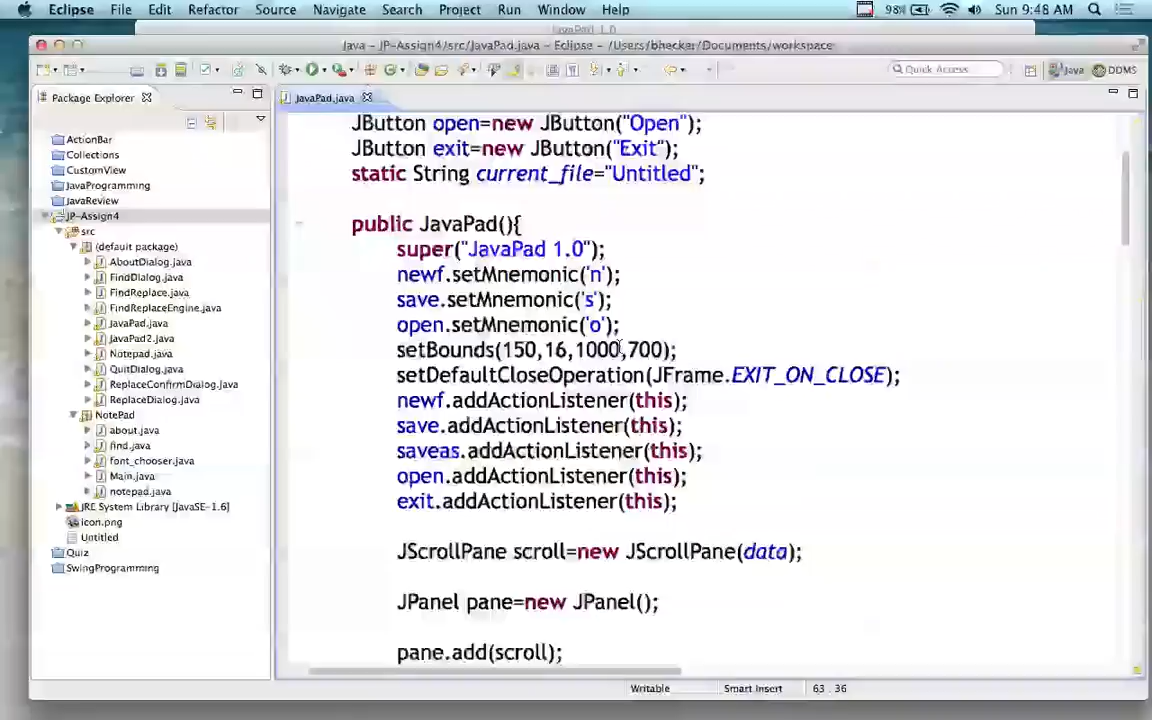 Eclipse File Edit Refactor Source Navigate Search Project Run Window Help 98% Sun 9:48 AM
JavaPad 1.0
Java - JP-Assign4/src/JavaPad.java - Eclipse - /Users/bhecker/Documents/workspace
Quick Access Java DDMS
Package Explorer
JavaPad.java
ActionBar
Collections
CustomView
JavaProgramming
JavaReview
JP-Assign4
src
(default package)
AboutDialog.java
FindDialog.java
FindReplace.java
FindReplaceEngine.java
JavaPad.java
JavaPad2.java
Notepad.java
QuitDialog.java
ReplaceConfirmDialog.java
ReplaceDialog.java
NotePad
about.java
find.java
font_chooser.java
Main.java
notepad.java
JRE System Library [JavaSE-1.6]
icon.png
Untitled
Quiz
SwingProgramming
JButton open=new JButton("Open");
JButton exit=new JButton("Exit");
static String current_file="Untitled";
public JavaPad(){
super("JavaPad 1.0");
newf.setMnemonic('n');
save.setMnemonic('s');
open.setMnemonic('o');
setBounds(150,16,1000,700);
setDefaultCloseOperation(JFrame.EXIT_ON_CLOSE);
newf.addActionListener(this);
save.addActionListener(this);
saveas.addActionListener(this);
open.addActionListener(this);
exit.addActionListener(this);
JScrollPane scroll=new JScrollPane(data);
JPanel pane=new JPanel();
pane.add(scroll);
Writable Smart Insert 63 : 36